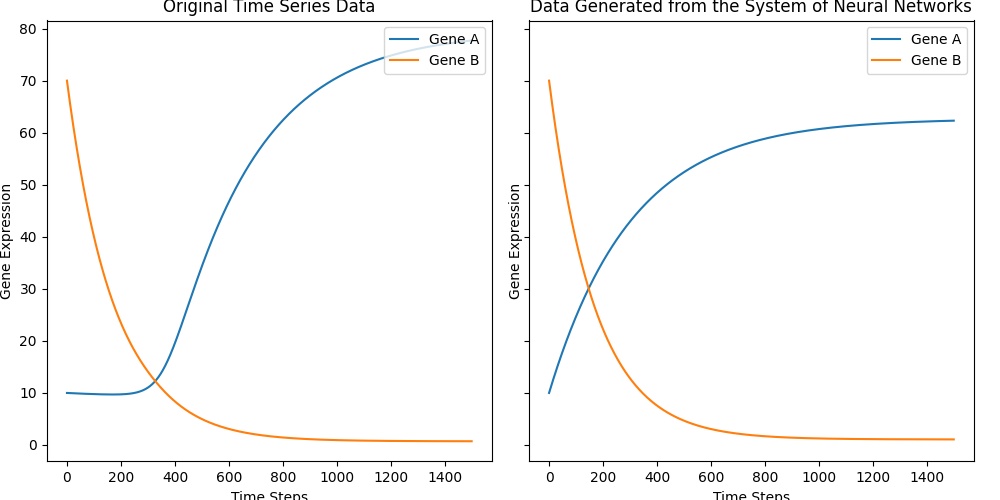 Original Time Series Data
Data Generated from the System of Neural Networks
Gene A
Gene B
Gene A
Gene B
80
70
60
50
40
30
20
10
0
Gene Expression
Gene Expression
0 200 400 600 800 1000 1200 1400
0 200 400 600 800 1000 1200 1400
Time Steps
Time Steps